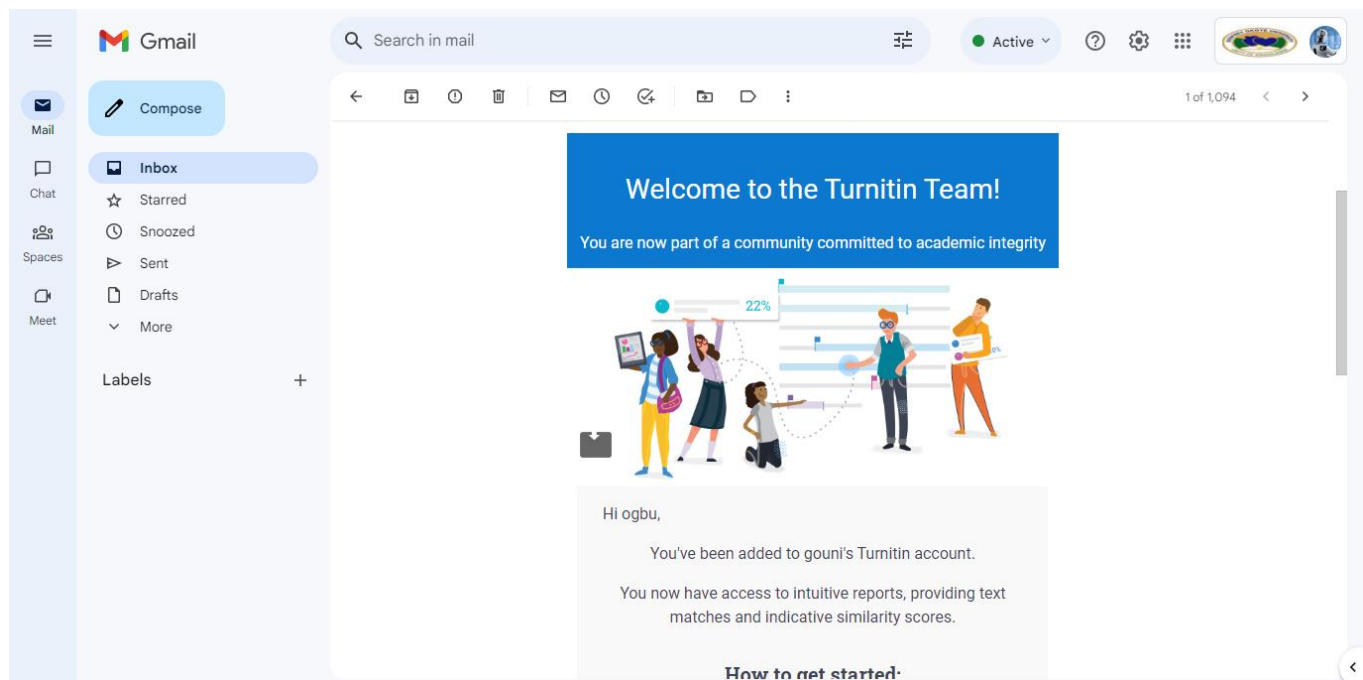 Gmail
Search in mail
Active
Compose
1 of 1,094
Mail
Inbox
Chat
Starred
Snoozed
Spaces
Sent
Meet
Drafts
More
Labels
Welcome to the Turnitin Team!
You are now part of a community committed to academic integrity
22%
Hi ogbu,
You've been added to gouni's Turnitin account.
You now have access to intuitive reports, providing text
matches and indicative similarity scores.
How to get started: